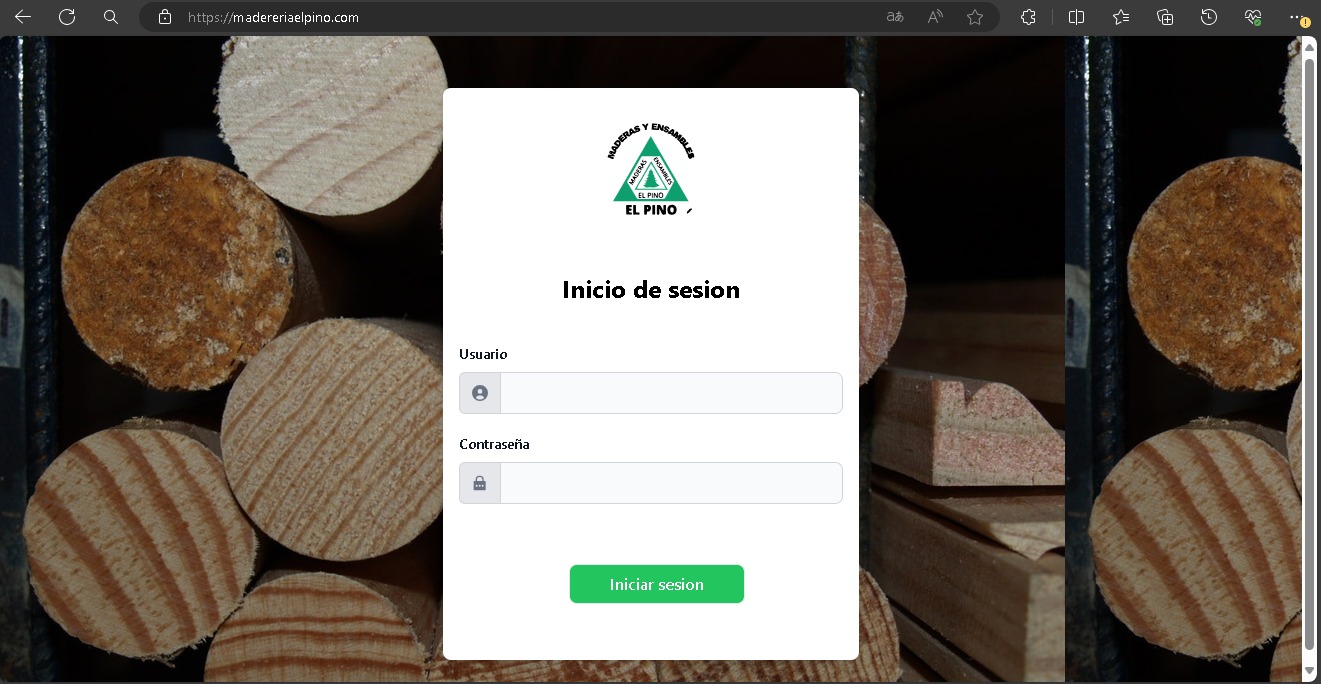 https://madereriaelpino.com
MADERAS Y ENSAMBLES
MADERAS
ENSAMBLES
EL PINO
EL PINO
Inicio de sesion
Usuario
Contraseña
Iniciar sesion